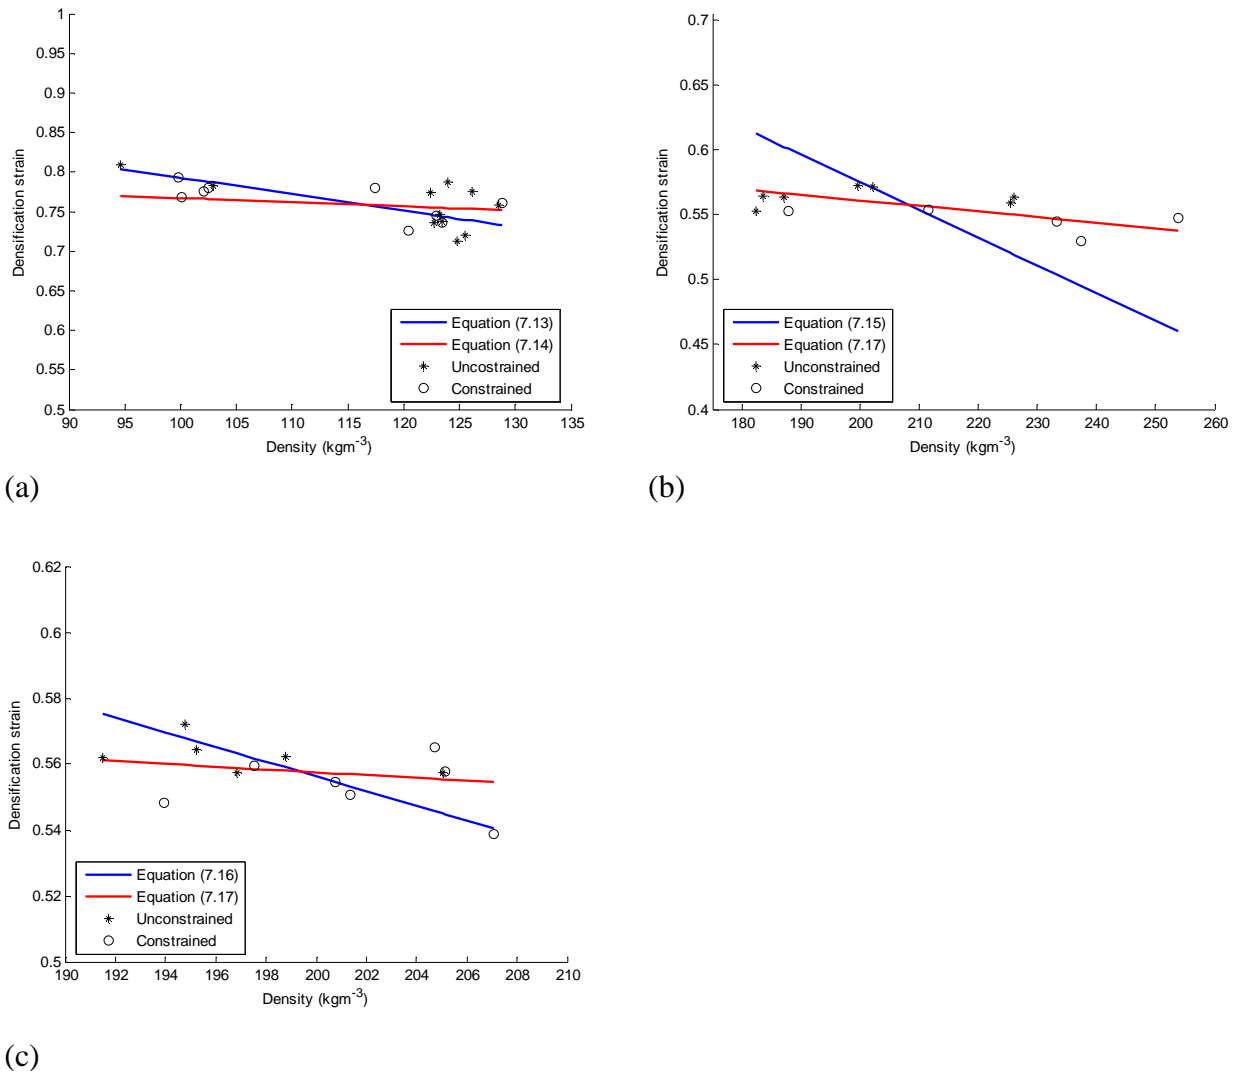 1
0.95
0.9
0.85
0.8
0.75
0.7
0.65
0.6
0.55
0.5
Densification strain
90 95 100 105 110 115 120 125 130 135
Density (kgm-3)
Equation (7.13)
Equation (7.14)
Uncostrained
Constrained
(a)
0.7
0.65
0.6
0.55
0.5
0.45
0.4
Densification strain
180 190 200 210 220 230 240 250 260
Density (kgm-3)
Equation (7.15)
Equation (7.17)
Unconstrained
Constrained
(b)
0.62
0.6
0.58
0.56
0.54
0.52
0.5
Densification strain
190 192 194 196 198 200 202 204 206 208 210
Density (kgm-3)
Equation (7.16)
Equation (7.17)
Unconstrained
Constrained
(c)